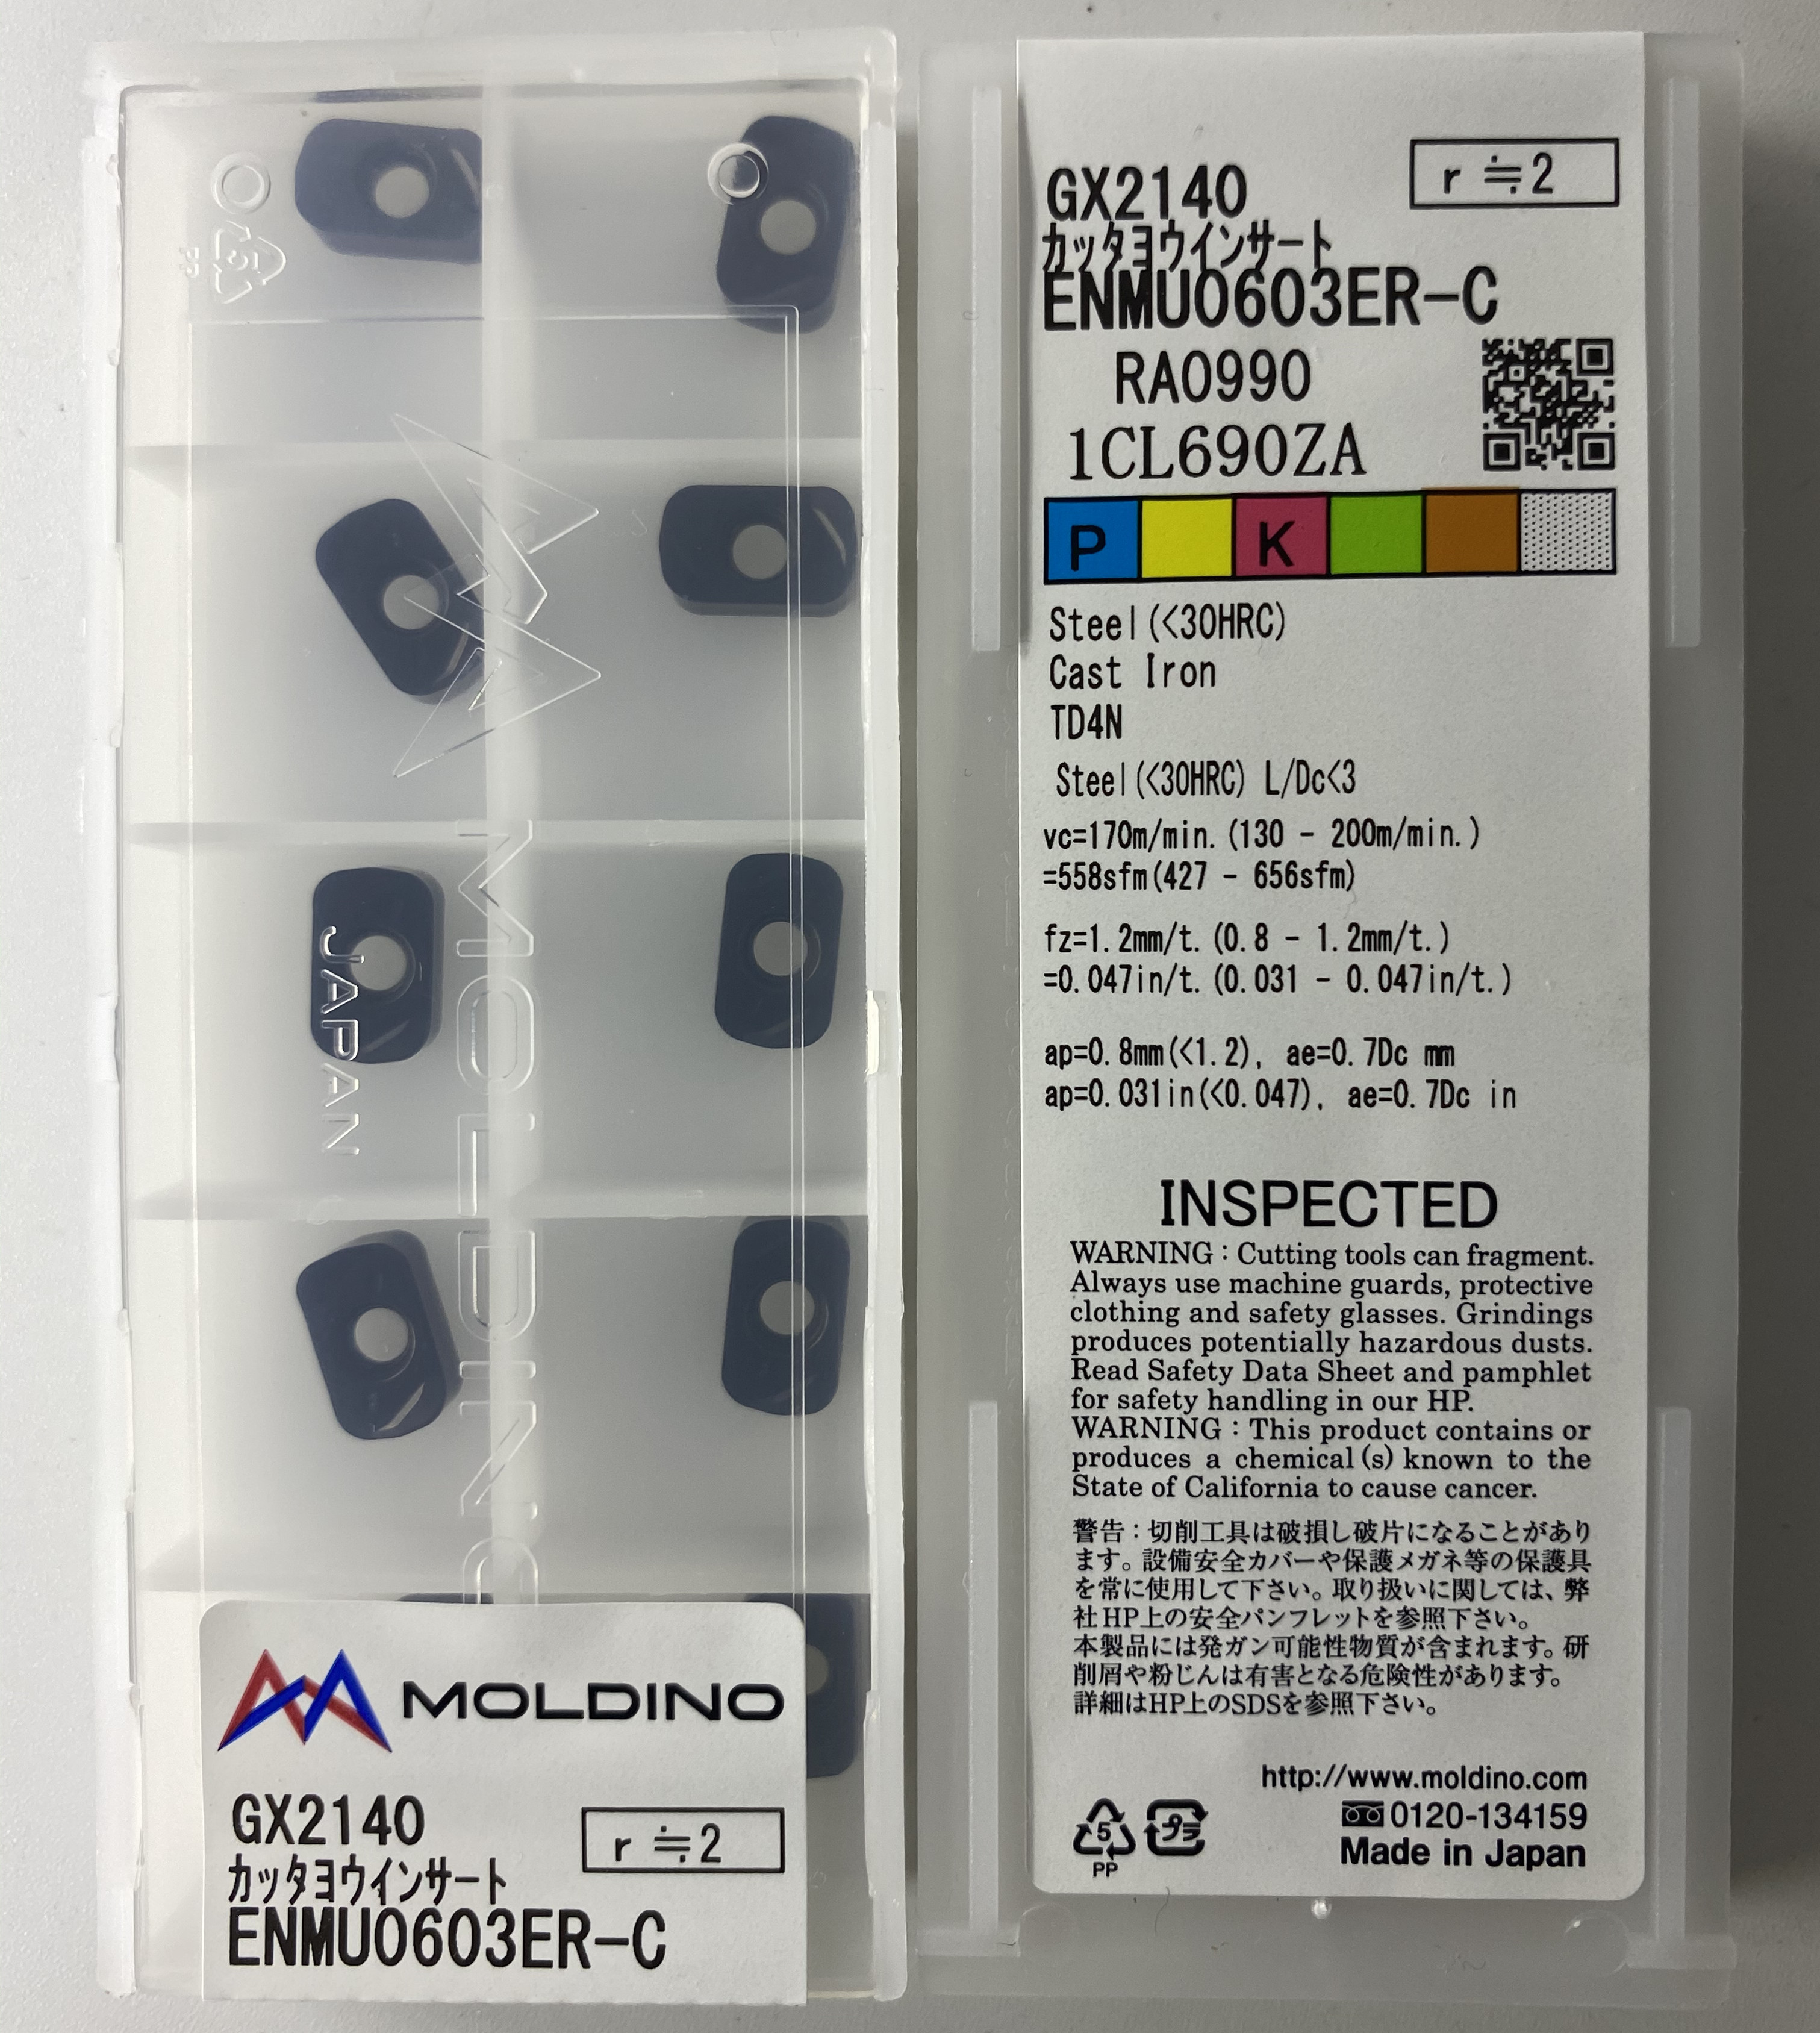 JAPAN
MOLDINO
MOLDINO
GX2140
r≒2
カッタヨウインサート
ENMU0603ER-C
GX2140
r≒2
カッタヨウインサート
ENMU0603ER-C
RA0990
1CL690ZA
P K
Steel(<30HRC)
Cast Iron
TD4N
Steel(<30HRC) L/Dc<3
vc=170m/min.(130 - 200m/min.)
=558sfm(427 - 656sfm)
fz=1.2mm/t.(0.8 - 1.2mm/t.)
=0.047in/t.(0.031 - 0.047in/t.)
ap=0.8mm(<1.2), ae=0.7Dc mm
ap=0.031in(<0.047), ae=0.7Dc in
INSPECTED
WARNING : Cutting tools can fragment.
Always use machine guards, protective
clothing and safety glasses. Grindings
produces potentially hazardous dusts.
Read Safety Data Sheet and pamphlet
for safety handling in our HP.
WARNING : This product contains or
produces a chemical (s) known to the
State of California to cause cancer.
警告：切削工具は破損し破片になることがあり
ます。設備安全カバーや保護メガネ等の保護具
を常に使用して下さい。取り扱いに関しては、弊
社HP上の安全パンフレットを参照下さい。
本製品には発ガン可能性物質が含まれます。研
削屑や粉じんは有害となる危険性があります。
詳細はHP上のSDSを参照下さい。
http://www.moldino.com
5 プラ 0120-134159
PP Made in Japan